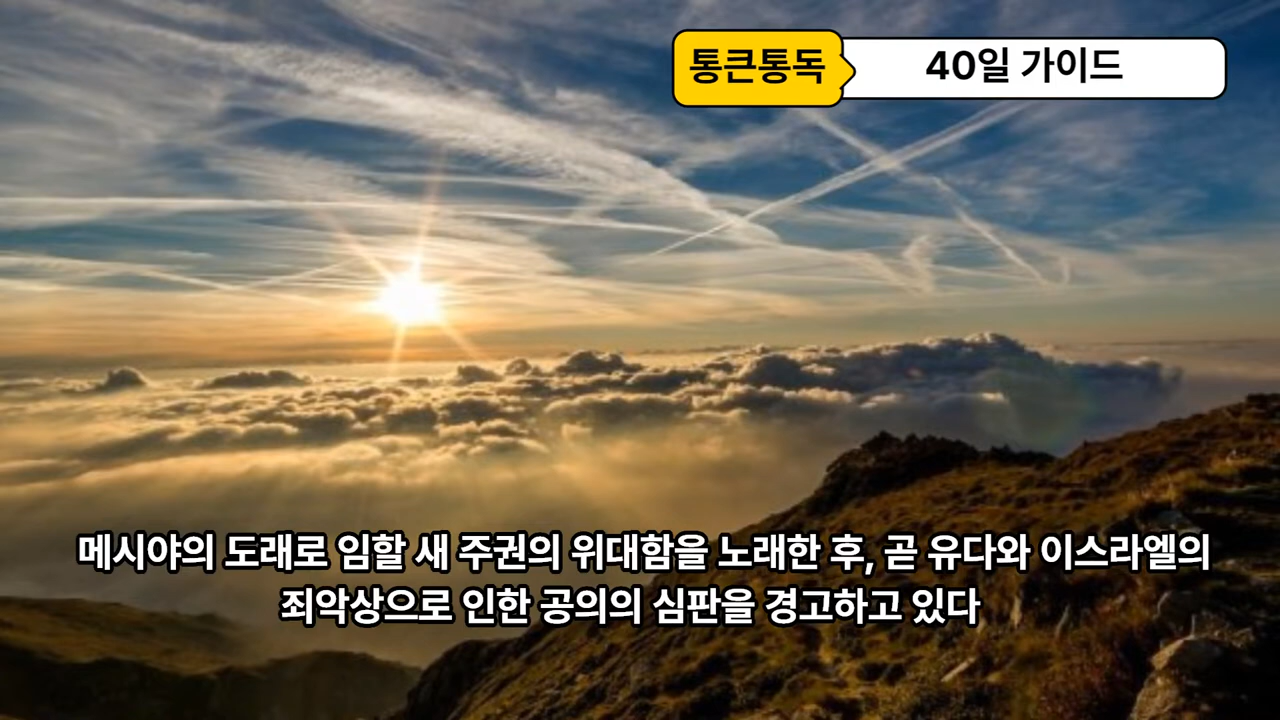 통큰통독
40일 가이드
메시야의 도래로 임할 새 주권의 위대함을 노래한 후, 곧 유다와 이스라엘의
죄악상으로 인한 공의의 심판을 경고하고 있다